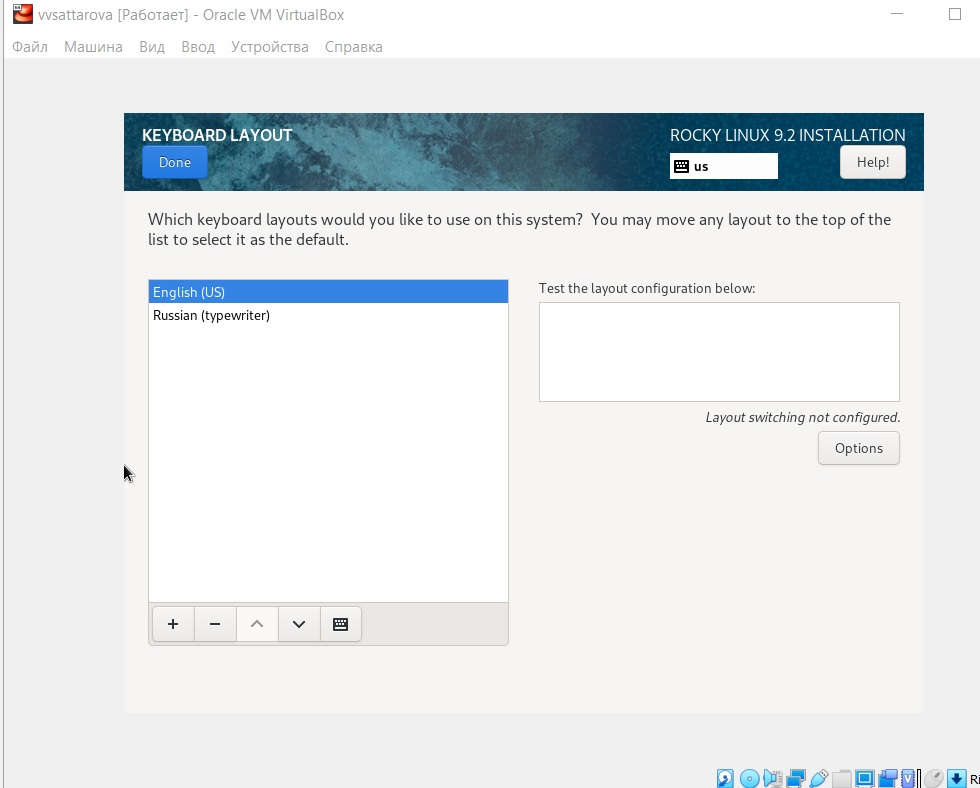 vvsattarova [Работает] - Oracle VM VirtualBox
Файл Машина Вид Ввод Устройства Справка
KEYBOARD LAYOUT
ROCKY LINUX 9.2 INSTALLATION
Done
us
Help!
Which keyboard layouts would you like to use on this system? You may move any layout to the top of the
list to select it as the default.
English (US)
Russian (typewriter)
Test the layout configuration below:
Layout switching not configured.
Options
Ri